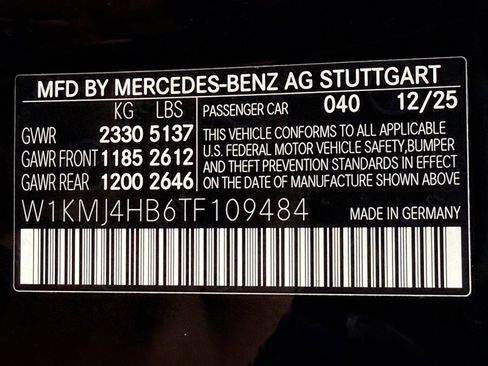 MFD BY MERCEDES-BENZ AG STUTTGART
KG LBS
GVWR 2330 5137
GAWR FRONT 1185 2612
GAWR REAR 1200 2646
PASSENGER CAR 040 12/25
THIS VEHICLE CONFORMS TO ALL APPLICABLE
U.S. FEDERAL MOTOR VEHICLE SAFETY,BUMPER
AND THEFT PREVENTION STANDARDS IN EFFECT
ON THE DATE OF MANUFACTURE SHOWN ABOVE
W1KMJ4HB6TF109484 MADE IN GERMANY